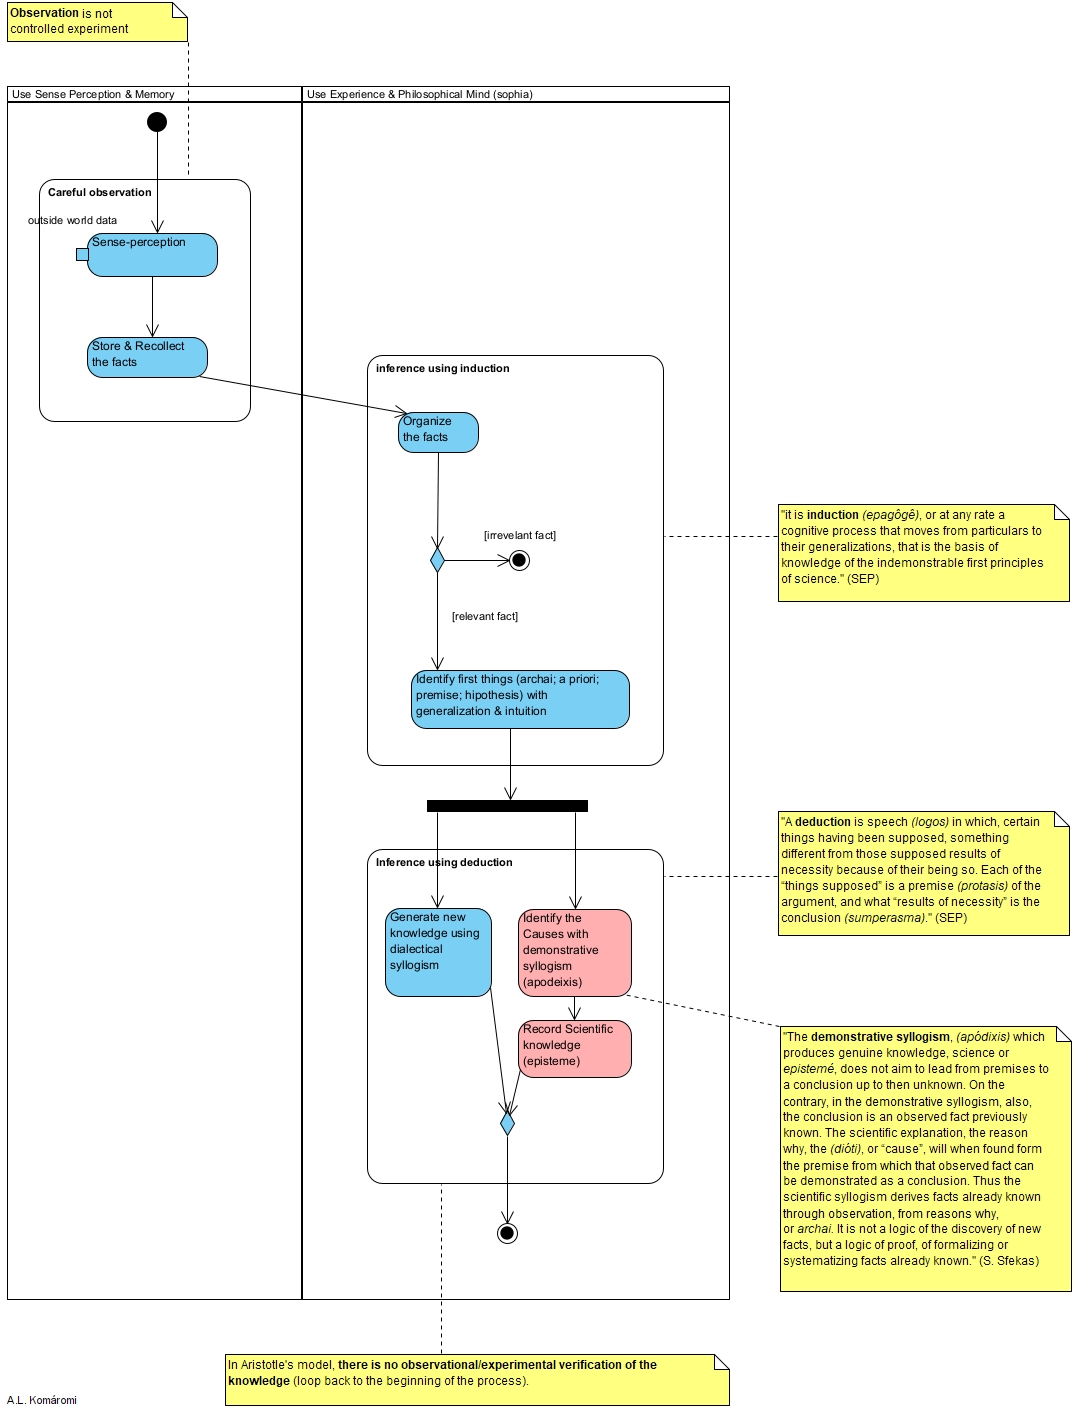 Observation is not
controlled experiment
Use Sense Perception & Memory
Use Experience & Philosophical Mind (sophia)
Careful observation
outside world data
Sense-perception
Store & Recollect
the facts
inference using induction
Organize
the facts
[irrevelant fact]
[relevant fact]
Identify first things (archai; a priori;
premise; hipothesis) with
generalization & intuition
"it is induction (epagôgê), or at any rate a
cognitive process that moves from particulars to
their generalizations, that is the basis of
knowledge of the indemonstrable first principles
of science." (SEP)
Inference using deduction
Generate new
knowledge using
dialectical
syllogism
Identify the
Causes with
demonstrative
syllogism
(apodeixis)
Record Scientific
knowledge
(episteme)
"A deduction is speech (logos) in which, certain
things having been supposed, something
different from those supposed results of
necessity because of their being so. Each of the
“things supposed” is a premise (protasis) of the
argument, and what “results of necessity” is the
conclusion (sumperasma)." (SEP)
"The demonstrative syllogism, (apódixis) which
produces genuine knowledge, science or
epistemé, does not aim to lead from premises to
a conclusion up to then unknown. On the
contrary, in the demonstrative syllogism, also,
the conclusion is an observed fact previously
known. The scientific explanation, the reason
why, the (dióti), or “cause”, will when found form
the premise from which that observed fact can
be demonstrated as a conclusion. Thus the
scientific syllogism derives facts already known
through observation, from reasons why,
or archai. It is not a logic of the discovery of new
facts, but a logic of proof, of formalizing or
systematizing facts already known." (S. Sfekas)
In Aristotle's model, there is no observational/experimental verification of the
knowledge (loop back to the beginning of the process).
A.L. Komáromi